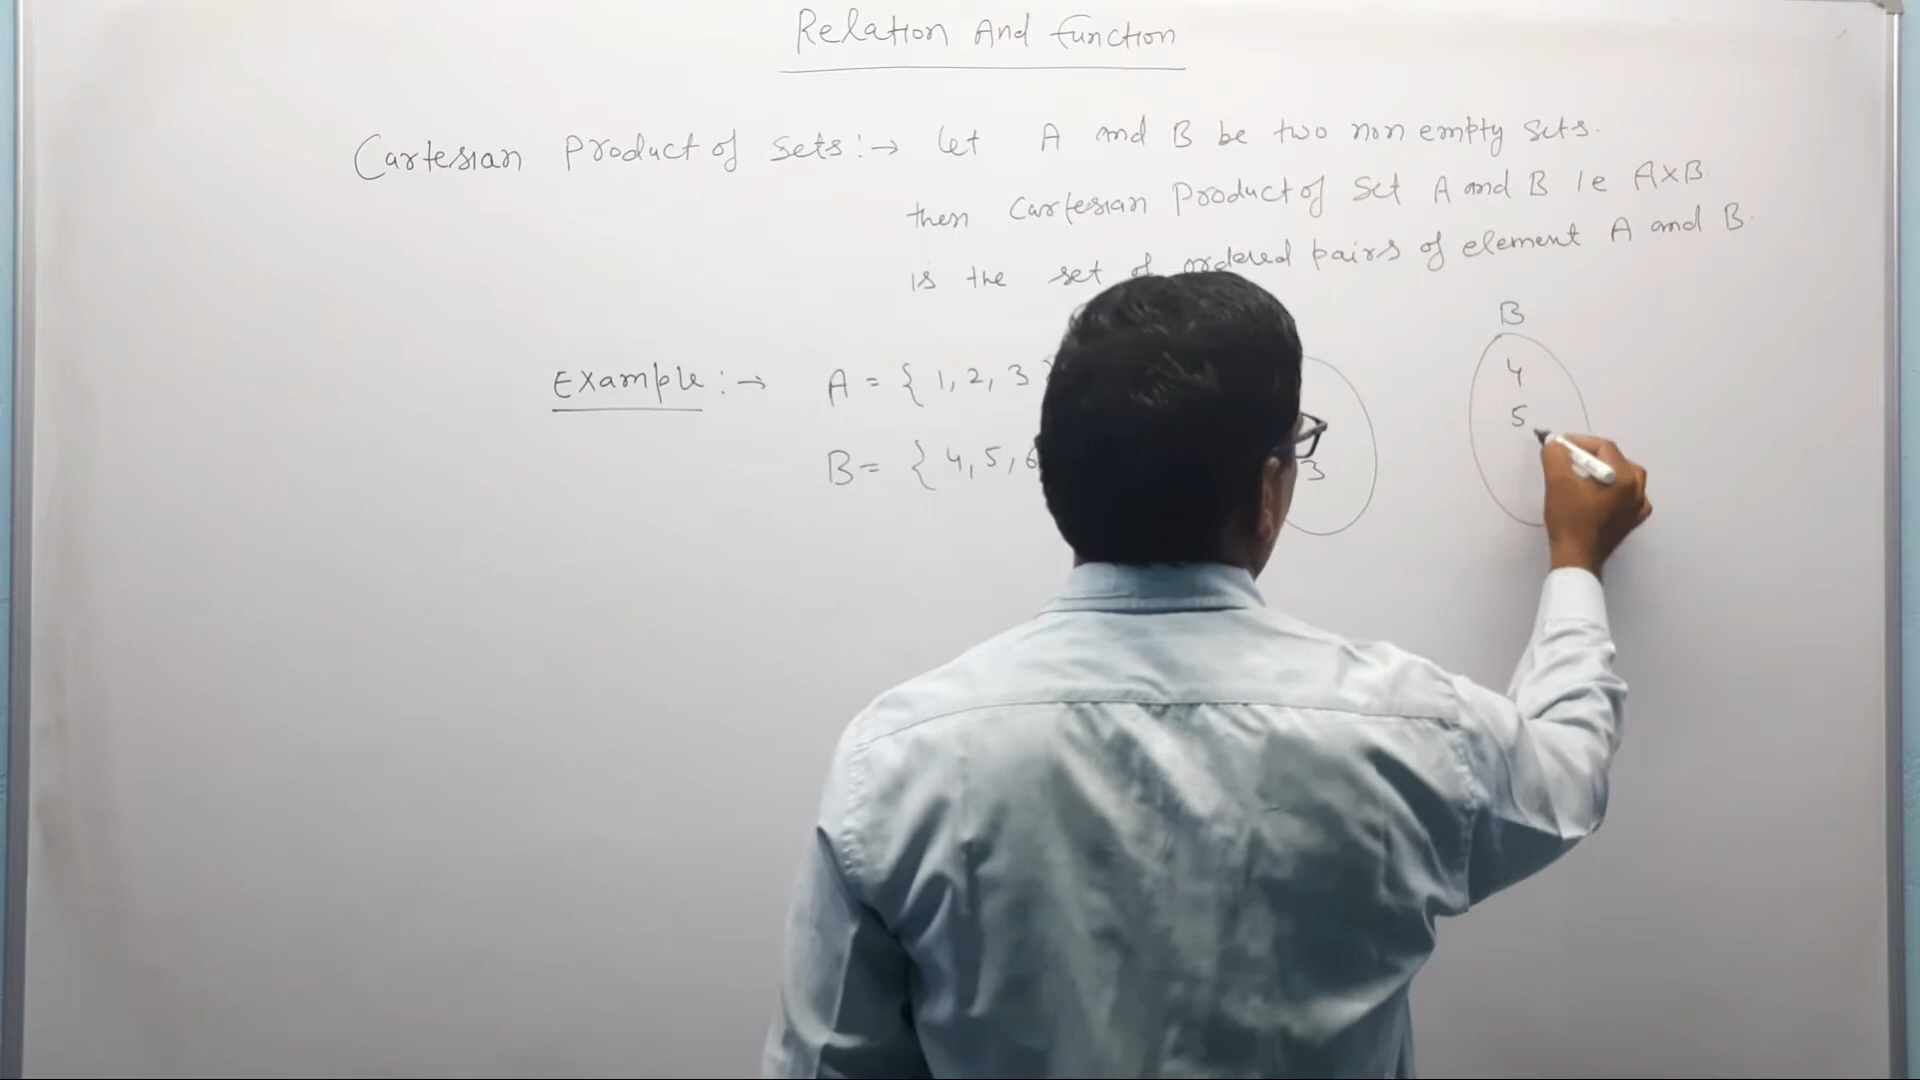 Relation And function
Cartesian Product of sets:→ let A and B be two non empty sets.
then Cartesian Product of Set A and B ie A×B
is the set of ordered pairs of element A and B.
B
Example:→ A = { 1, 2, 3
4
5
B = { 4, 5, 6
3